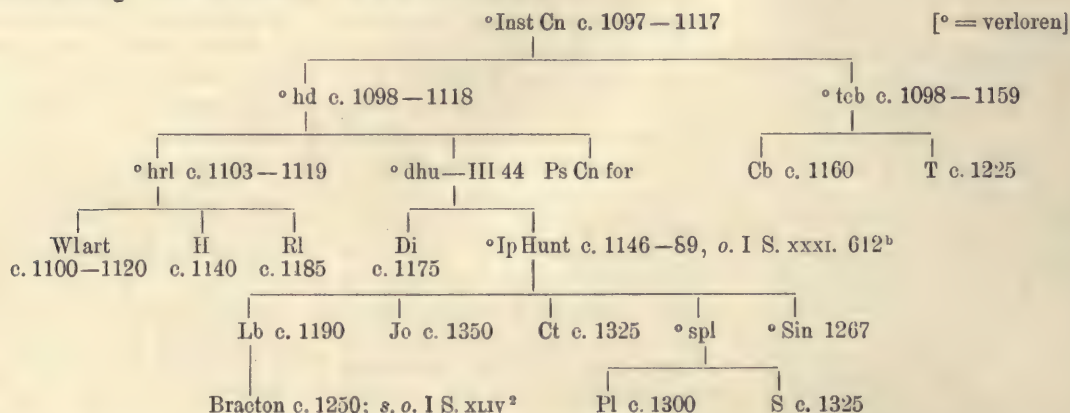 °Inst Cn c. 1097—1117 [° = verloren]
°hd c. 1098—1118 °tcb c. 1098—1159
°hrl c. 1103—1119 °dhu—III 44 Ps Cn for Cb c. 1160 T c. 1225
Wlart H Rl Di °Ip Hunt c. 1146—89, o. I S. XXXI. 612ᵇ
c. 1100—1120 c. 1140 c. 1185 c. 1175
Lb c. 1190 Jo c. 1350 Ct c. 1325 °spl °Sin 1267
Bracton c. 1250; s. o. I S. XLIV² Pl c. 1300 S c. 1325